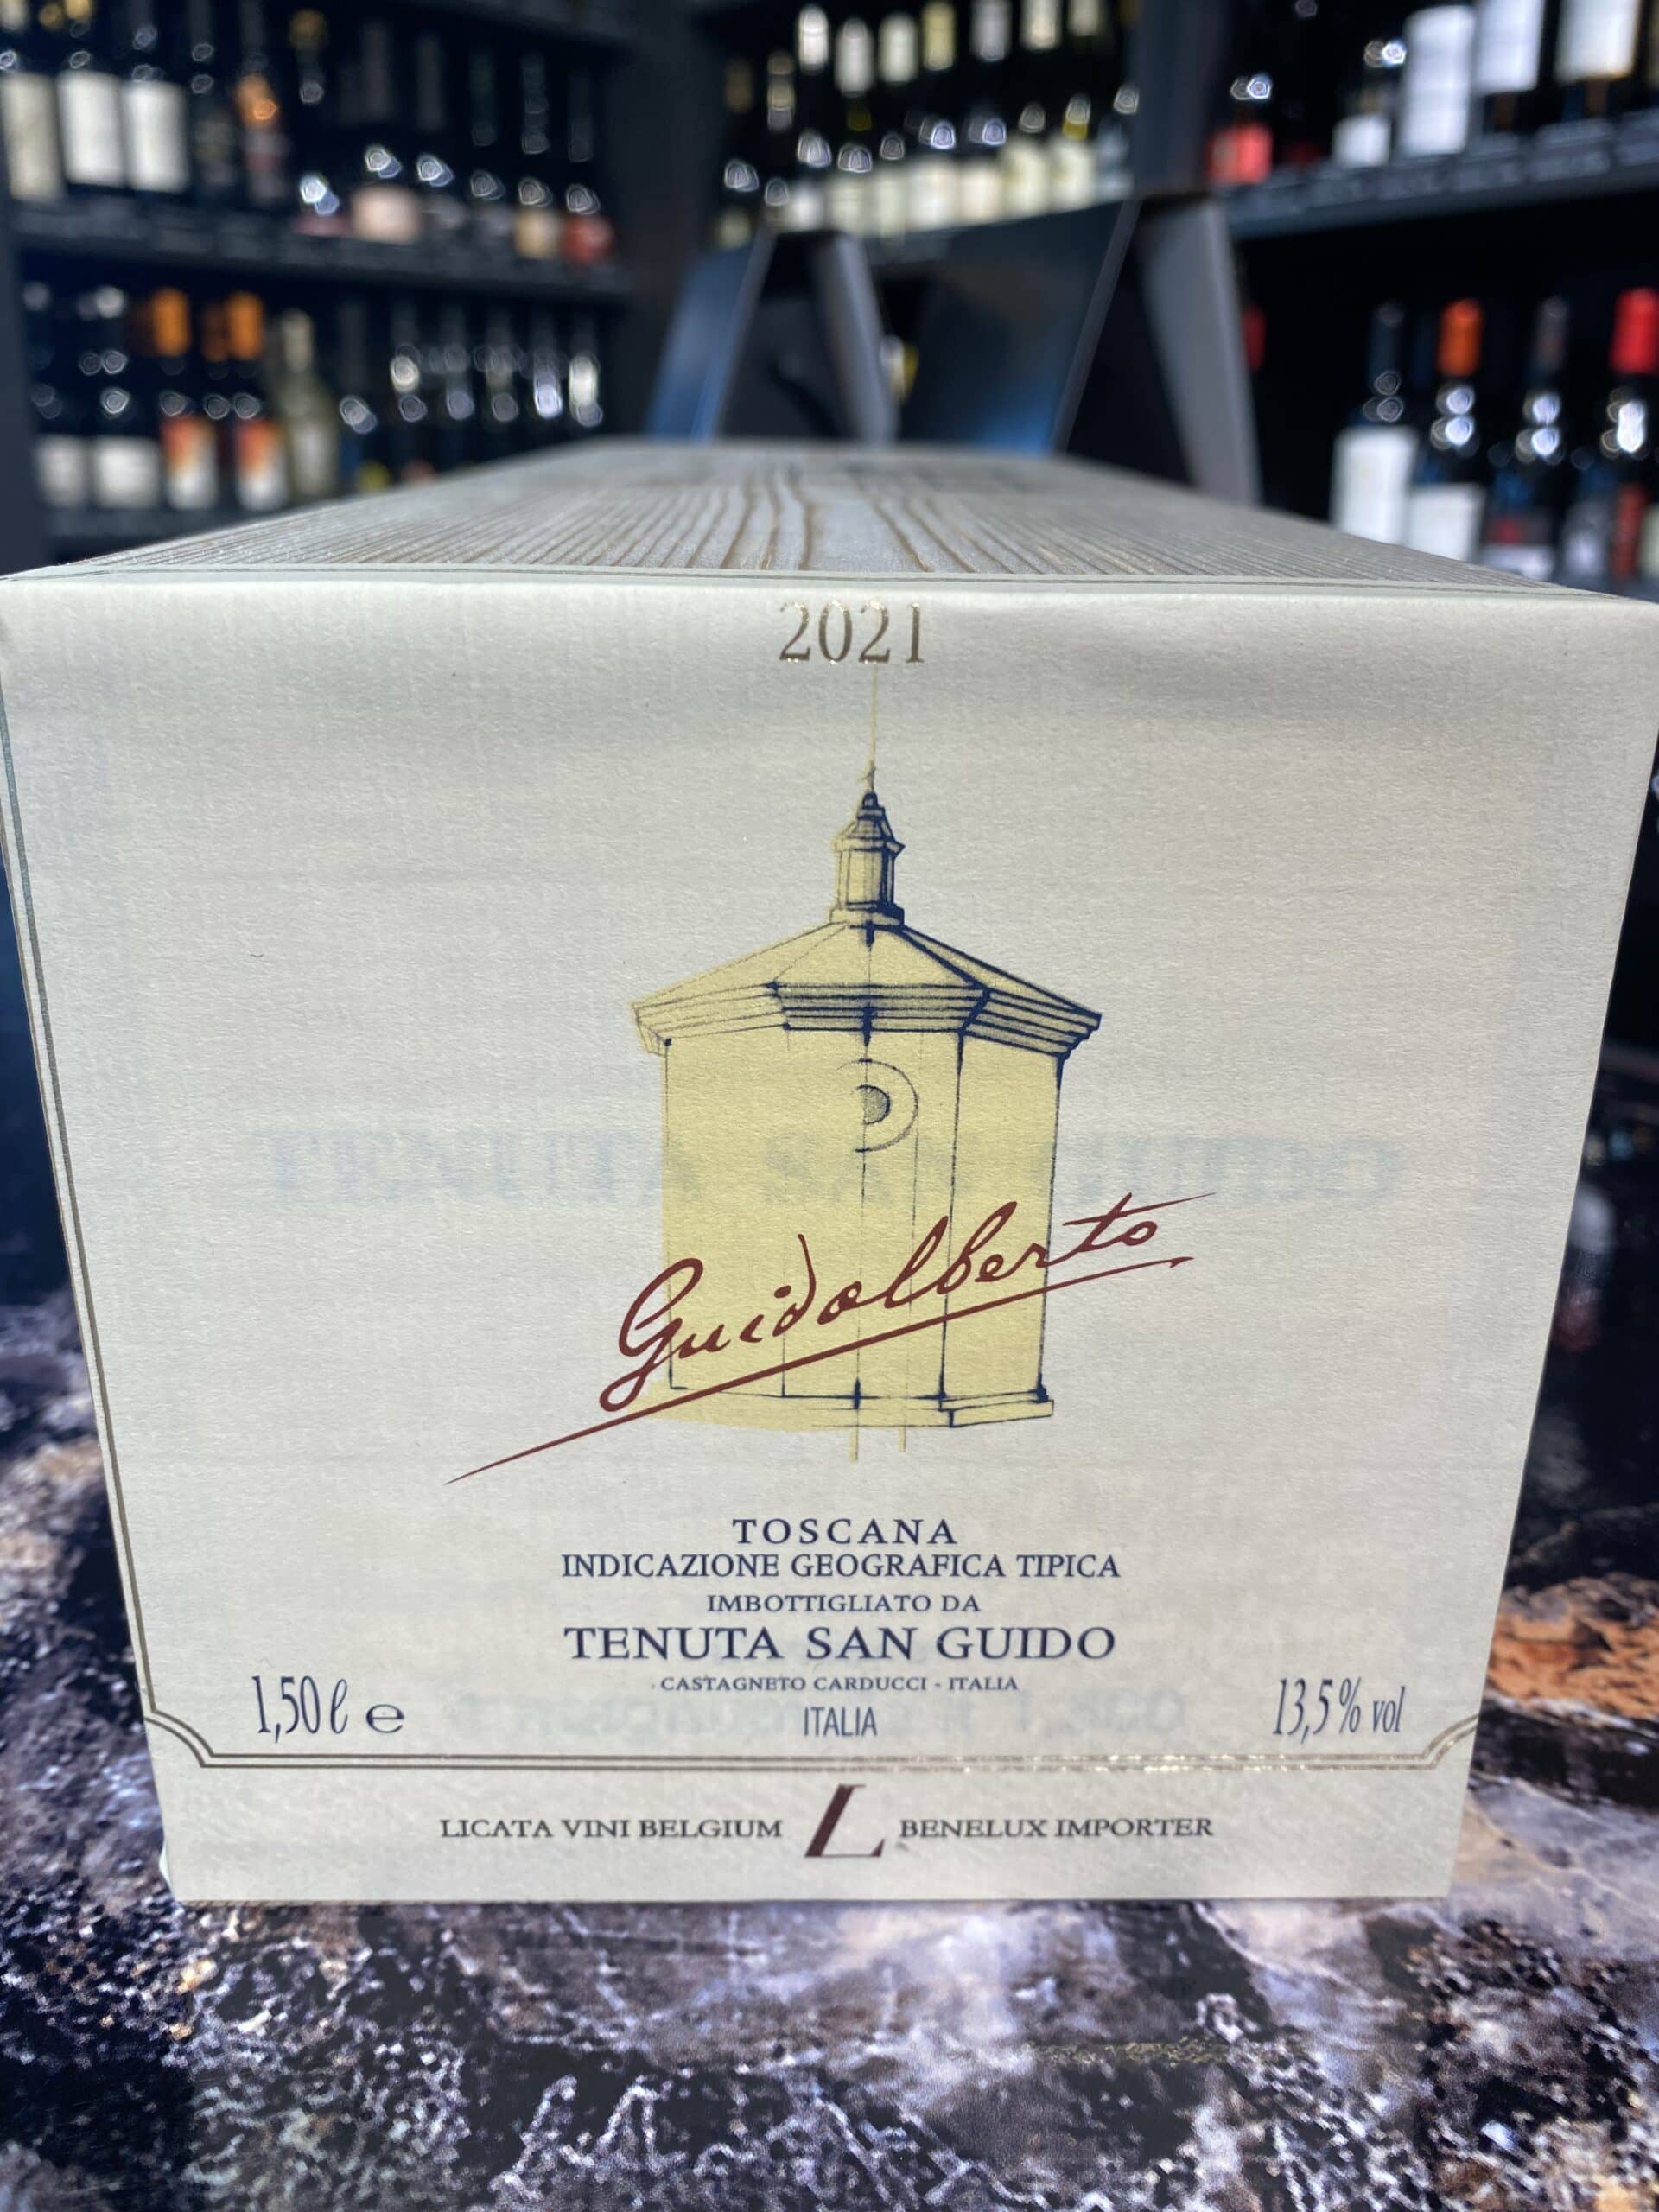 2021
Guidalberto
TOSCANA
INDICAZIONE GEOGRAFICA TIPICA
IMBOTTIGLIATO DA
TENUTA SAN GUIDO
CASTAGNETO CARDUCCI - ITALIA
1,50 ℓ e ITALIA 13,5% vol
LICATA VINI BELGIUM L BENELUX IMPORTER